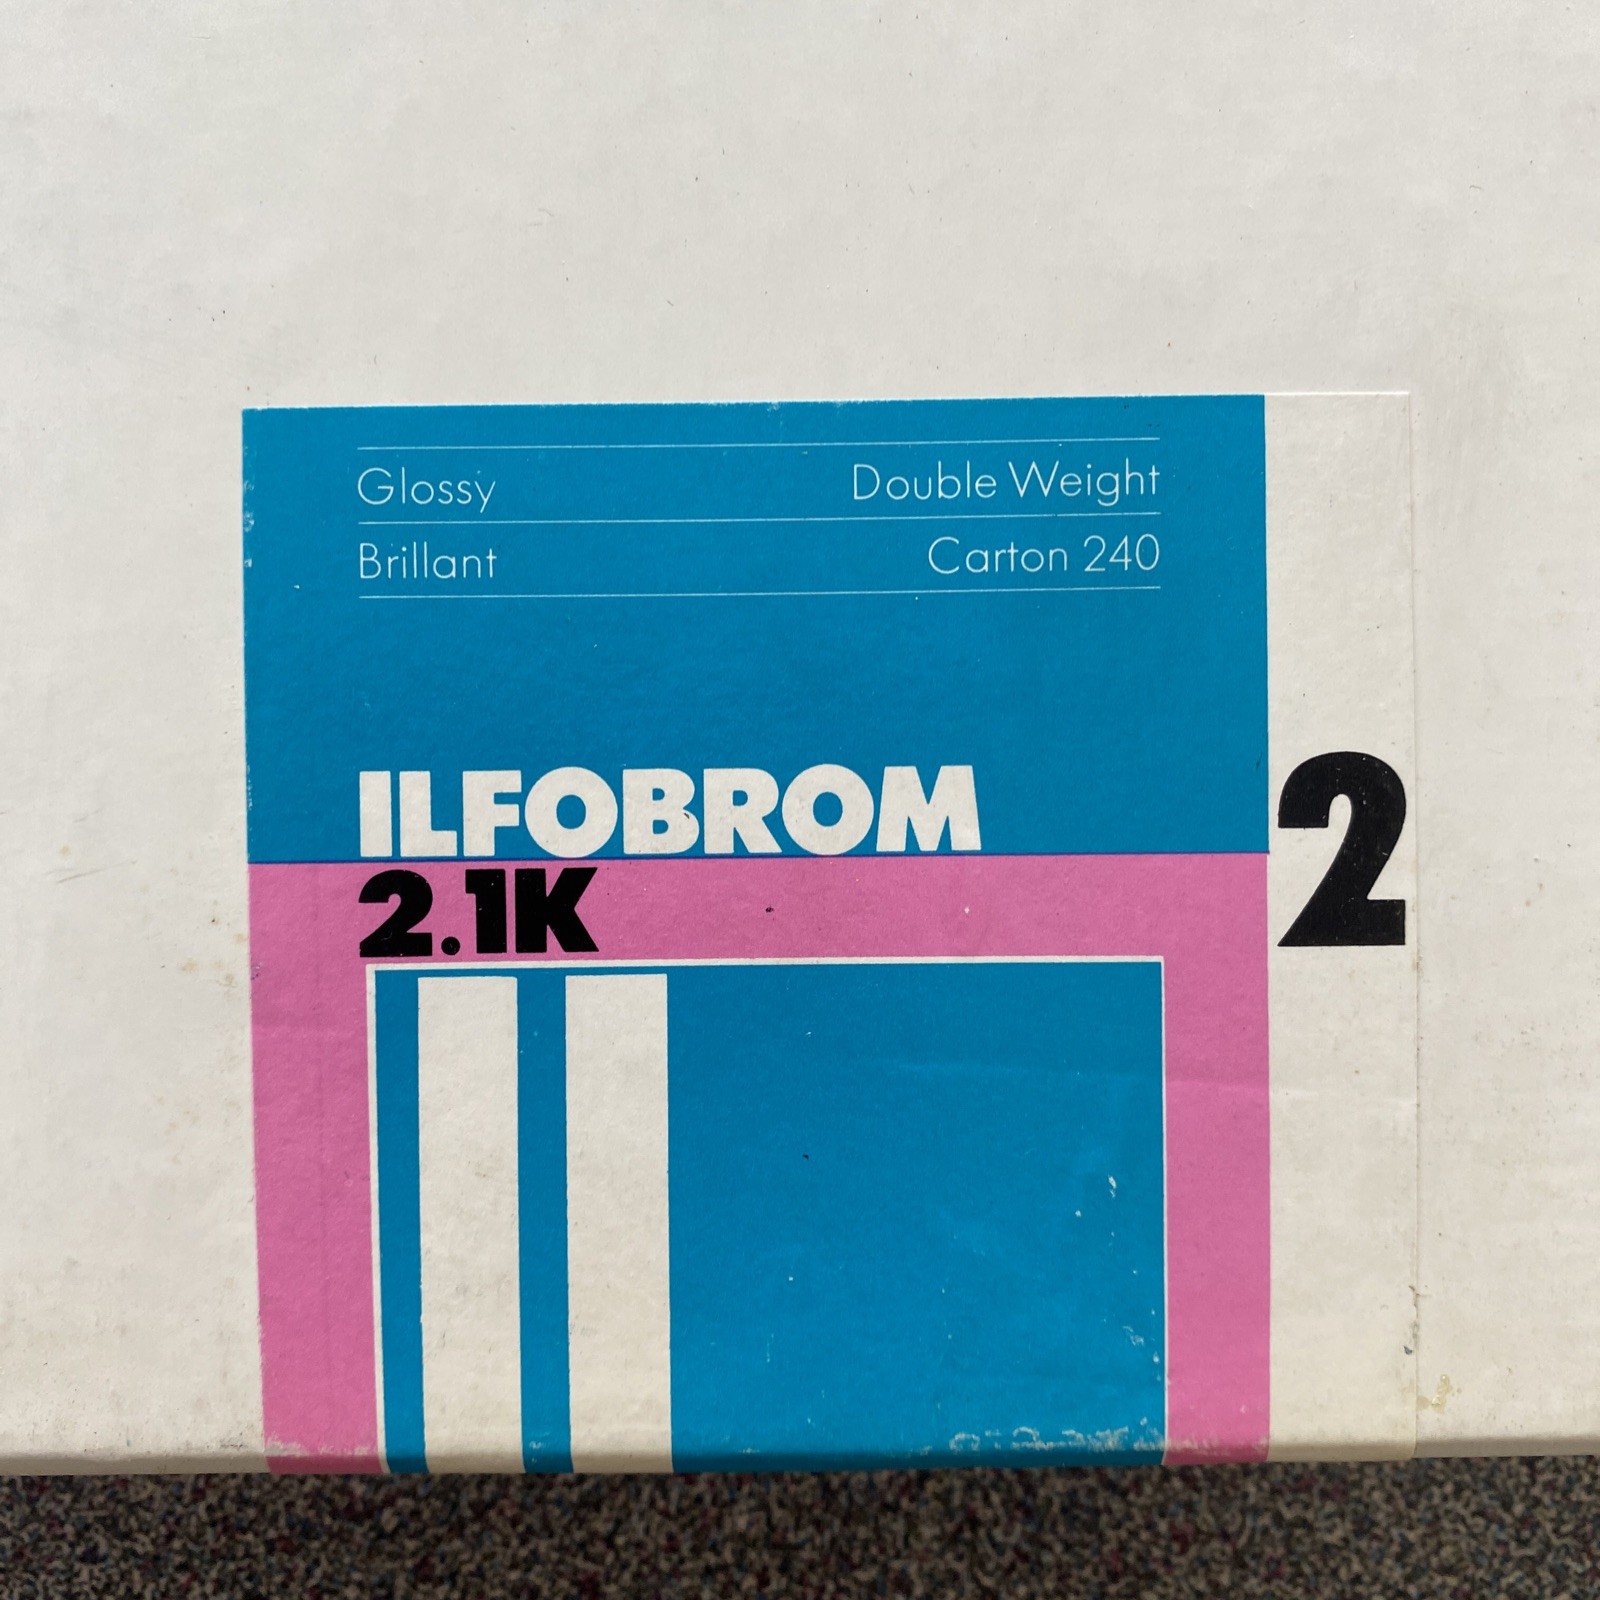 Glossy Double Weight
Brillant Carton 240
ILFOBROM
2.1K
2